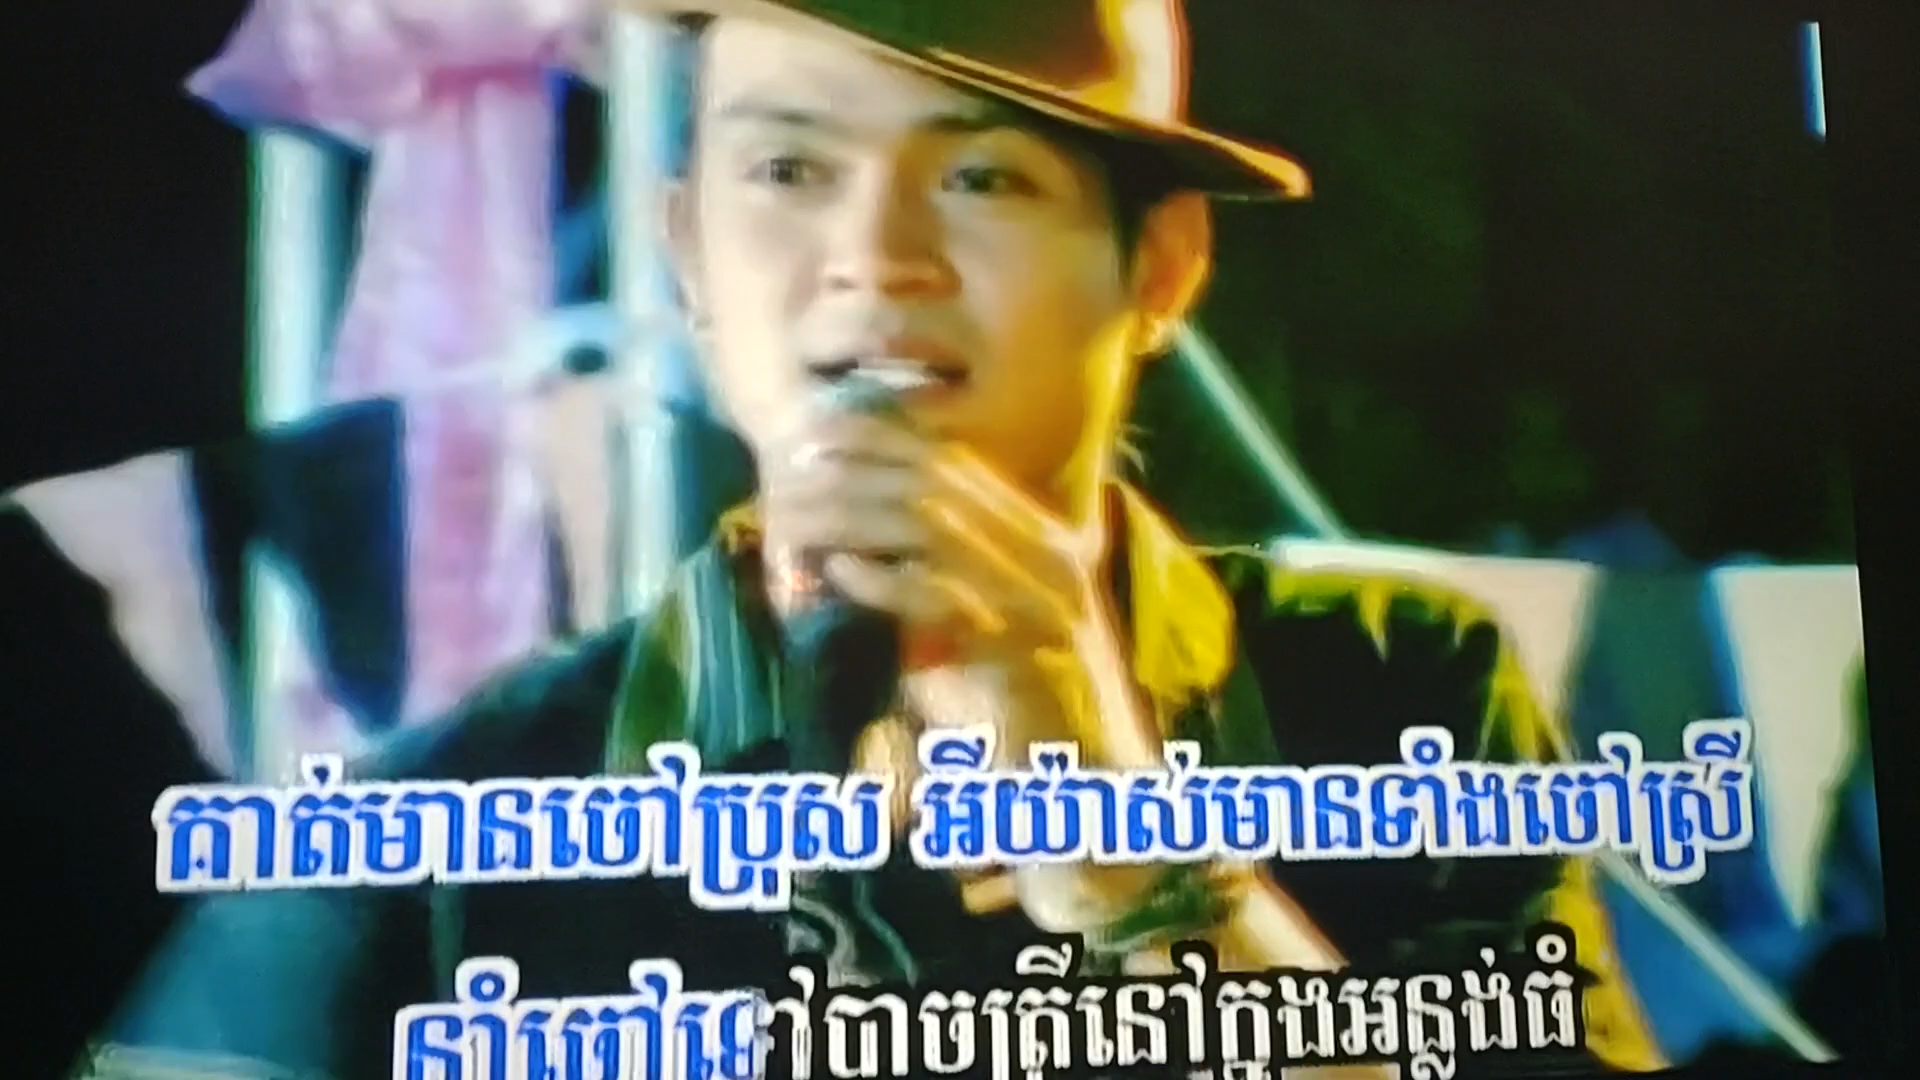 គាត់មានចៅប្រុស អីយ៉ាស់មានទាំងចៅស្រី
នាំចៅទៅបាចត្រីនៅក្នុងអន្លង់ធំ